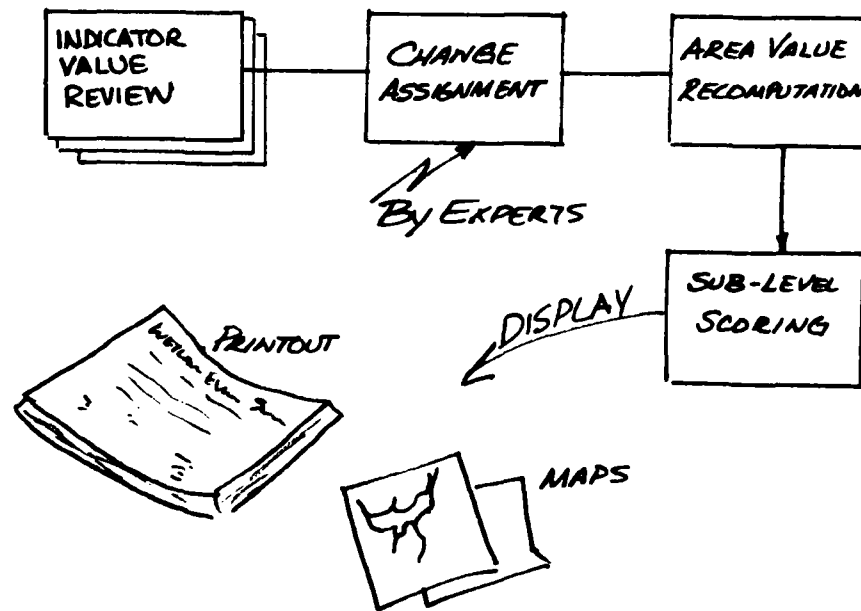 INDICATOR
VALUE
REVIEW
CHANGE
ASSIGNMENT
AREA VALUE
RECOMPUTATION
By EXPERTS
SUB-LEVEL
SCORING
DISPLAY
PRINTOUT
MAPS